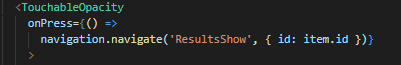 <TouchableOpacity
onPress={() =>
navigation.navigate('ResultsShow', { id: item.id })}
>